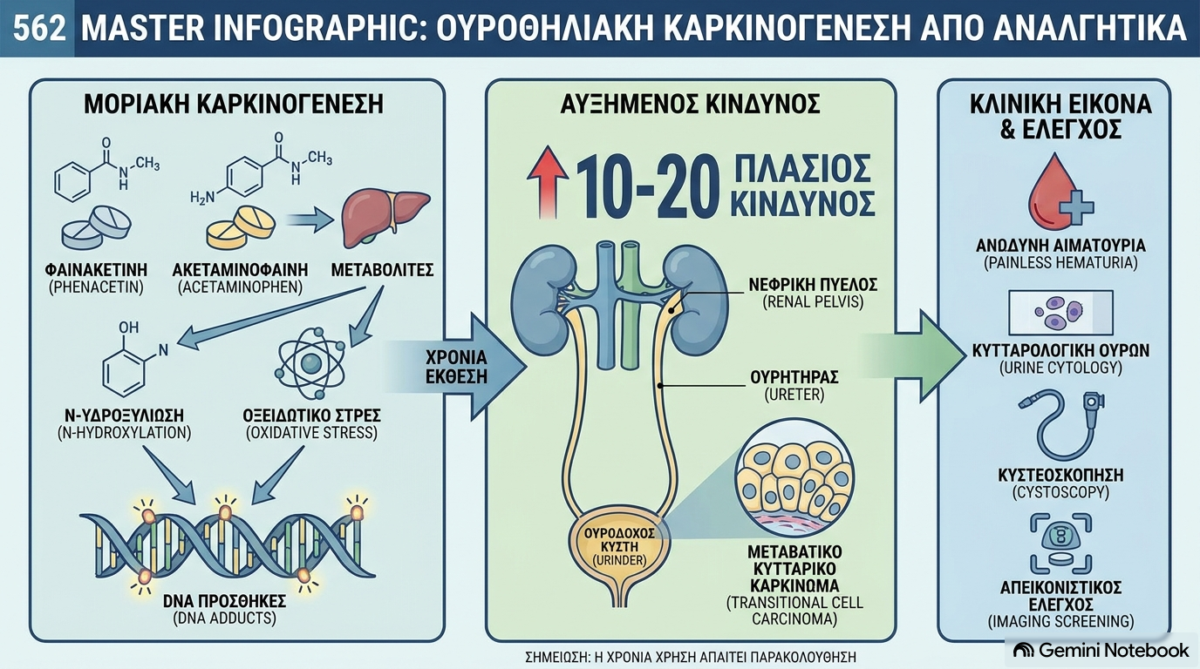 562 MASTER INFOGRAPHIC: ΟΥΡΟΘΗΛΙΑΚΗ ΚΑΡΚΙΝΟΓΕΝΕΣΗ ΑΠΟ ΑΝΑΛΓΗΤΙΚΑ
ΜΟΡΙΑΚΗ ΚΑΡΚΙΝΟΓΕΝΕΣΗ
O
N
H
CH₃
O
N
H
CH₃
H₂N
ΦΑΙΝΑΚΕΤΙΝΗ
(PHENACETIN)
ΑΚΕΤΑΜΙΝΟΦΑΙΝΗ
(ACETAMINOPHEN)
ΜΕΤΑΒΟΛΙΤΕΣ
OH
N
Ν-ΥΔΡΟΞΥΛΙΩΣΗ
(N-HYDROXYLATION)
ΟΞΕΙΔΩΤΙΚΟ ΣΤΡΕΣ
(OXIDATIVE STRESS)
DNA ΠΡΟΣΘΗΚΕΣ
(DNA ADDUCTS)
ΧΡΟΝΙΑ
ΕΚΘΕΣΗ
ΑΥΞΗΜΕΝΟΣ ΚΙΝΔΥΝΟΣ
10-20 ΠΛΑΣΙΟΣ
ΚΙΝΔΥΝΟΣ
ΝΕΦΡΙΚΗ ΠΥΕΛΟΣ
(RENAL PELVIS)
ΟΥΡΗΤΗΡΑΣ
(URETER)
ΟΥΡΟΔΟΧΟΣ
ΚΥΣΤΗ
(URINDER)
ΜΕΤΑΒΑΤΙΚΟ
ΚΥΤΤΑΡΙΚΟ
ΚΑΡΚΙΝΩΜΑ
(TRANSITIONAL CELL
CARCINOMA)
ΚΛΙΝΙΚΗ ΕΙΚΟΝΑ
& ΕΛΕΓΧΟΣ
ΑΝΩΔΥΝΗ ΑΙΜΑΤΟΥΡΙΑ
(PAINLESS HEMATURIA)
ΚΥΤΤΑΡΟΛΟΓΙΚΗ ΟΥΡΩΝ
(URINE CYTOLOGY)
ΚΥΣΤΕΟΣΚΟΠΗΣΗ
(CYSTOSCOPY)
ΑΠΕΙΚΟΝΙΣΤΙΚΟΣ
ΕΛΕΓΧΟΣ
(IMAGING SCREENING)
ΣΗΜΕΙΩΣΗ: Η ΧΡΟΝΙΑ ΧΡΗΣΗ ΑΠΑΙΤΕΙ ΠΑΡΑΚΟΛΟΥΘΗΣΗ
Gemini Notebook